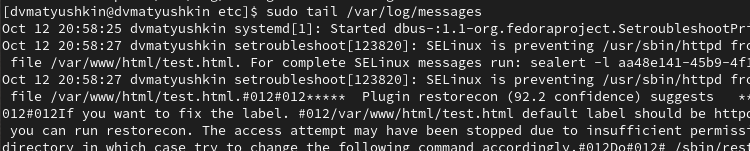 [dvmatyushkin@dvmatyushkin etc]$ sudo tail /var/log/messages
Oct 12 20:58:25 dvmatyushkin systemd[1]: Started dbus-:1.1-org.fedoraproject.SetroubleshootPr
Oct 12 20:58:27 dvmatyushkin setroubleshoot[123820]: SELinux is preventing /usr/sbin/httpd fr
file /var/www/html/test.html. For complete SELinux messages run: sealert -l aa48e141-45b9-4f1
Oct 12 20:58:27 dvmatyushkin setroubleshoot[123820]: SELinux is preventing /usr/sbin/httpd fr
file /var/www/html/test.html.#012#012***** Plugin restorecon (92.2 confidence) suggests **
012#012If you want to fix the label. #012/var/www/html/test.html default label should be http
you can run restorecon. The access attempt may have been stopped due to insufficient permiss
directory in which case try to change the following command accordingly.#012Do#012# /sbin/res